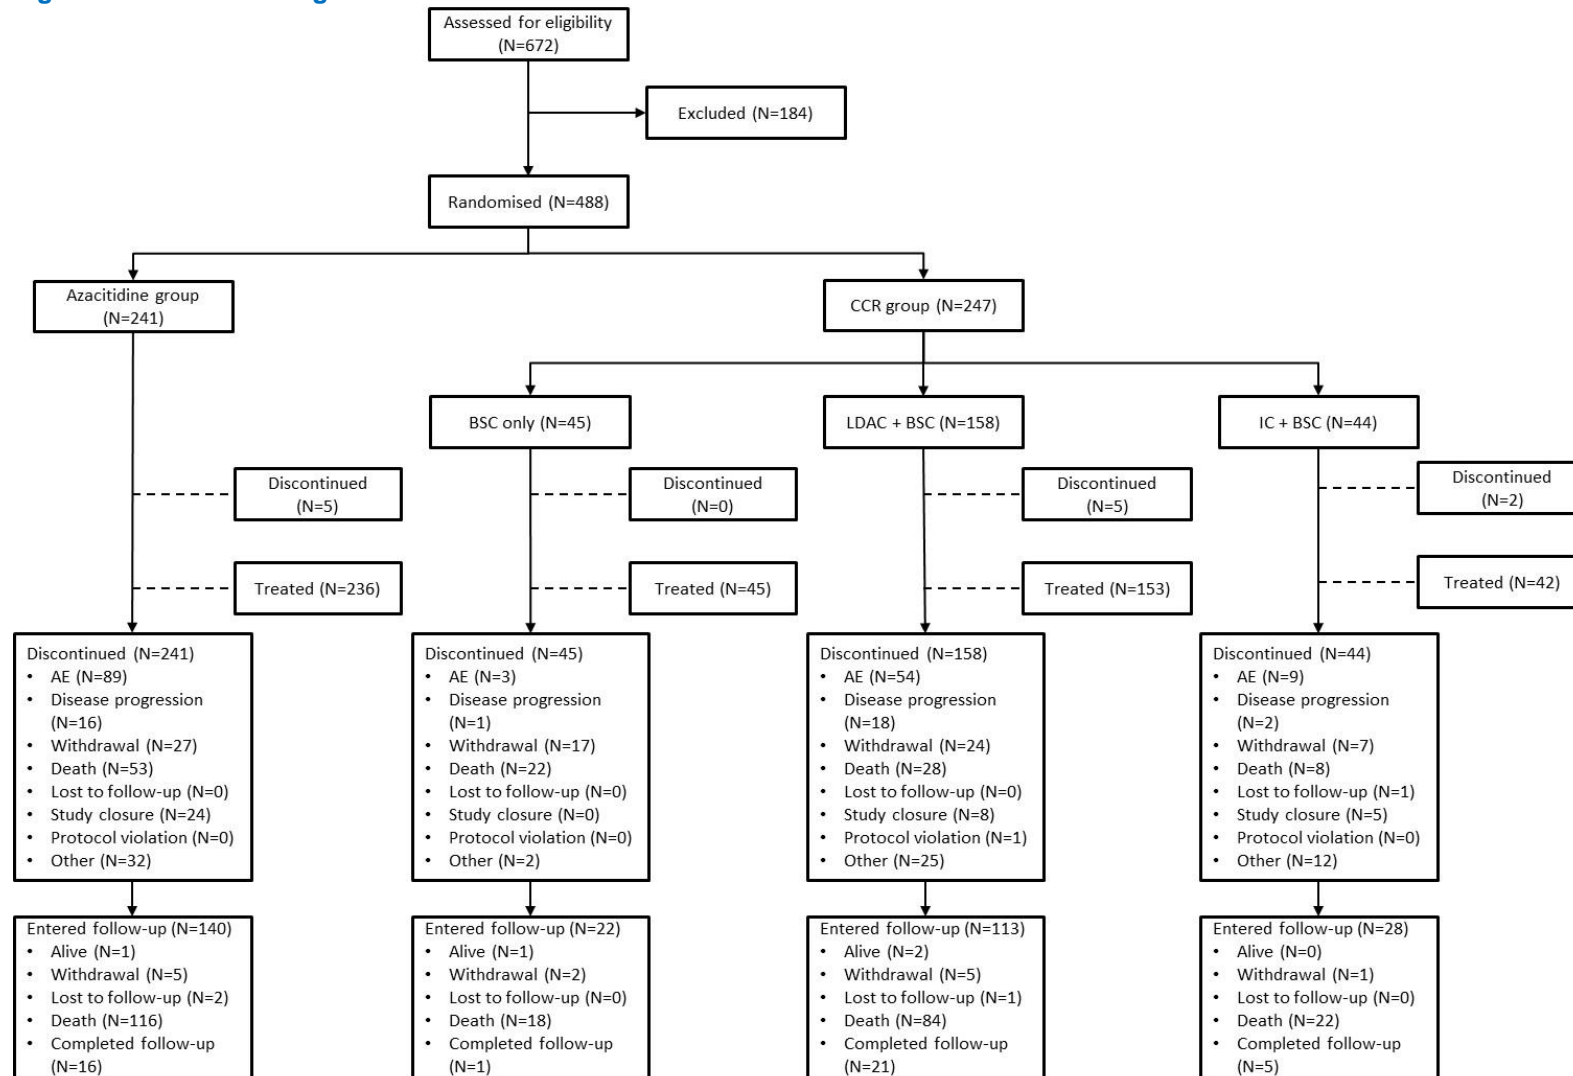 Assessed for eligibility
(N=672)
Excluded (N=184)
Randomised (N=488)
Azacitidine group
(N=241)
CCR group (N=247)
BSC only (N=45)
LDAC + BSC (N=158)
IC + BSC (N=44)
Discontinued
(N=5)
Discontinued
(N=0)
Discontinued
(N=5)
Discontinued
(N=2)
Treated (N=236)
Treated (N=45)
Treated (N=153)
Treated (N=42)
Discontinued (N=241)
• AE (N=89)
• Disease progression
(N=16)
• Withdrawal (N=27)
• Death (N=53)
• Lost to follow-up (N=0)
• Study closure (N=24)
• Protocol violation (N=0)
• Other (N=32)
Discontinued (N=45)
• AE (N=3)
• Disease progression
(N=1)
• Withdrawal (N=17)
• Death (N=22)
• Lost to follow-up (N=0)
• Study closure (N=0)
• Protocol violation (N=0)
• Other (N=2)
Discontinued (N=158)
• AE (N=54)
• Disease progression
(N=18)
• Withdrawal (N=24)
• Death (N=28)
• Lost to follow-up (N=0)
• Study closure (N=8)
• Protocol violation (N=1)
• Other (N=25)
Discontinued (N=44)
• AE (N=9)
• Disease progression
(N=2)
• Withdrawal (N=7)
• Death (N=8)
• Lost to follow-up (N=1)
• Study closure (N=5)
• Protocol violation (N=0)
• Other (N=12)
Entered follow-up (N=140)
• Alive (N=1)
• Withdrawal (N=5)
• Lost to follow-up (N=2)
• Death (N=116)
• Completed follow-up
(N=16)
Entered follow-up (N=22)
• Alive (N=1)
• Withdrawal (N=2)
• Lost to follow-up (N=0)
• Death (N=18)
• Completed follow-up
(N=1)
Entered follow-up (N=113)
• Alive (N=2)
• Withdrawal (N=5)
• Lost to follow-up (N=1)
• Death (N=84)
• Completed follow-up
(N=21)
Entered follow-up (N=28)
• Alive (N=0)
• Withdrawal (N=1)
• Lost to follow-up (N=0)
• Death (N=22)
• Completed follow-up
(N=5)